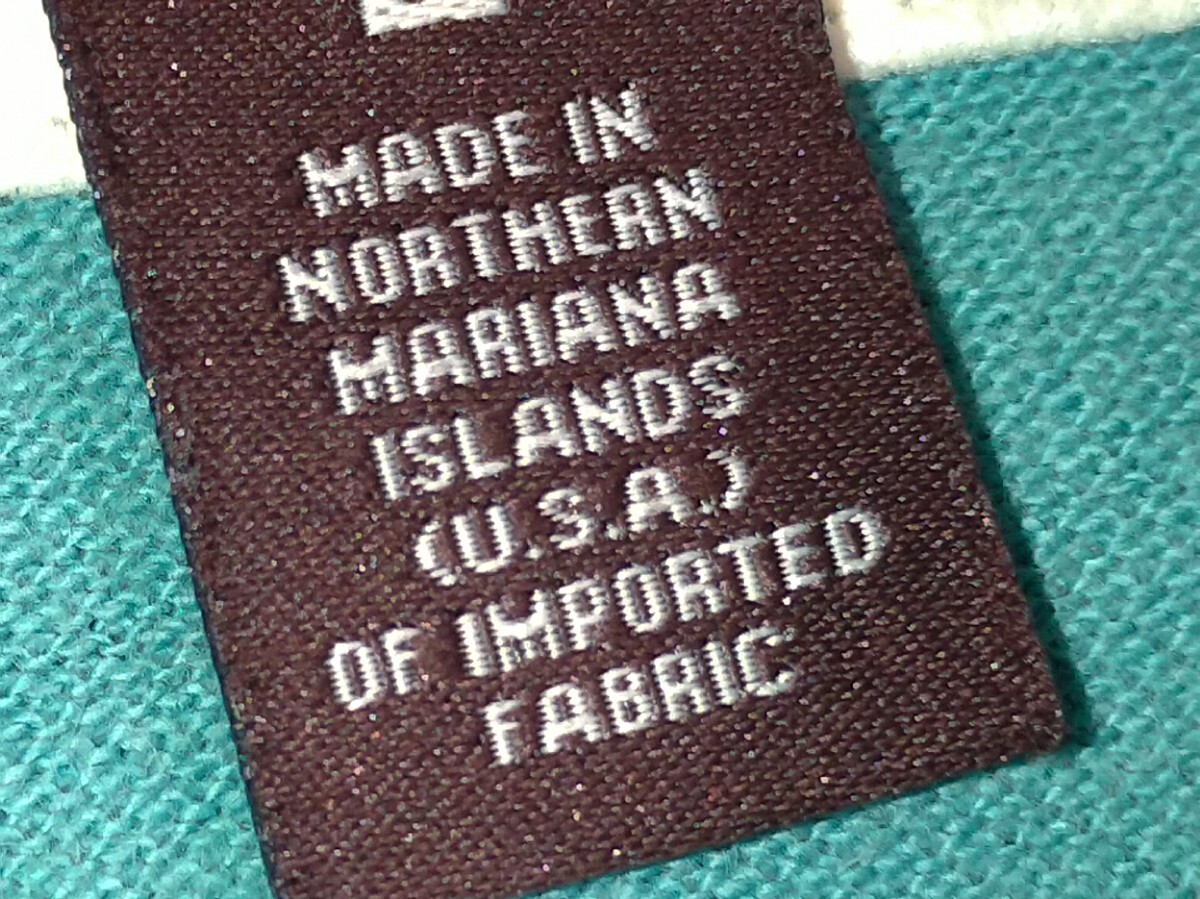 MADE IN
NORTHERN
MARIANA
ISLANDS
(U.S.A.)
OF IMPORTED
FABRIC